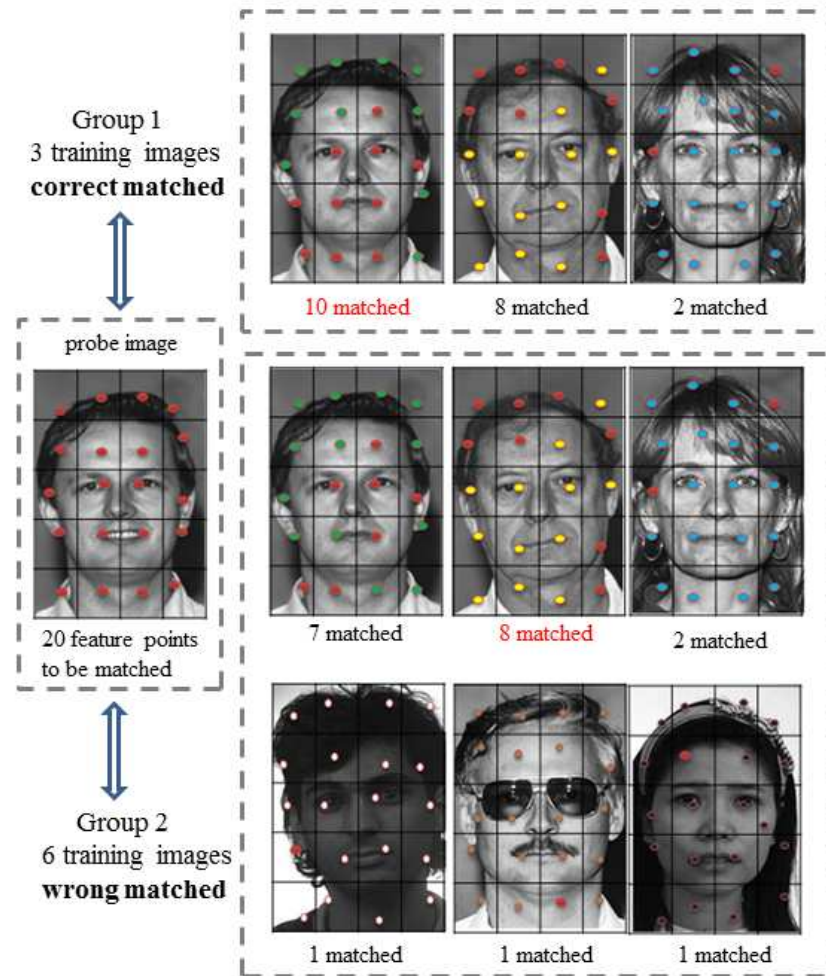 Group 1
3 training images
correct matched
10 matched
8 matched
2 matched
probe image
20 feature points
to be matched
7 matched
8 matched
2 matched
Group 2
6 training images
wrong matched
1 matched
1 matched
1 matched